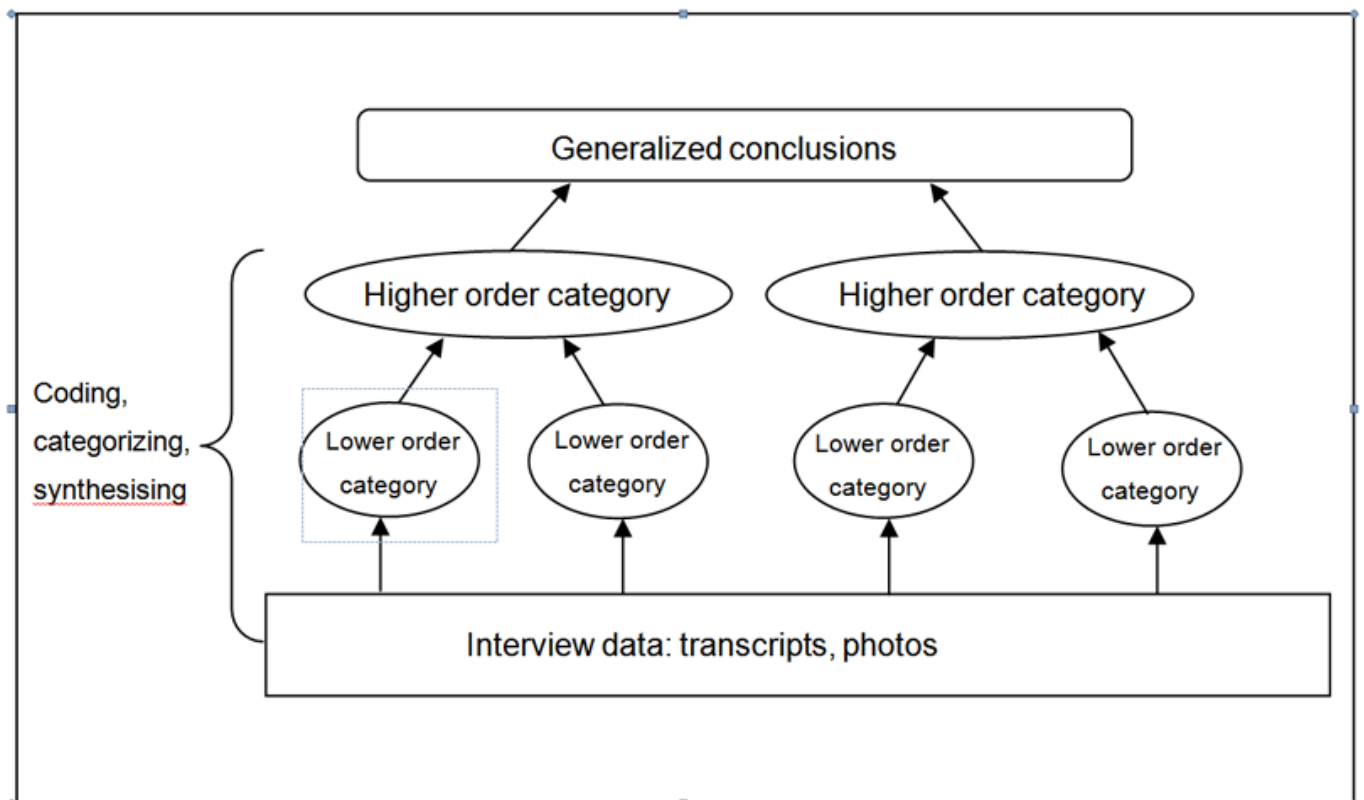 Generalized conclusions
Higher order category
Higher order category
Coding,
categorizing,
synthesising
Lower order
category
Lower order
category
Lower order
category
Lower order
category
Interview data: transcripts, photos